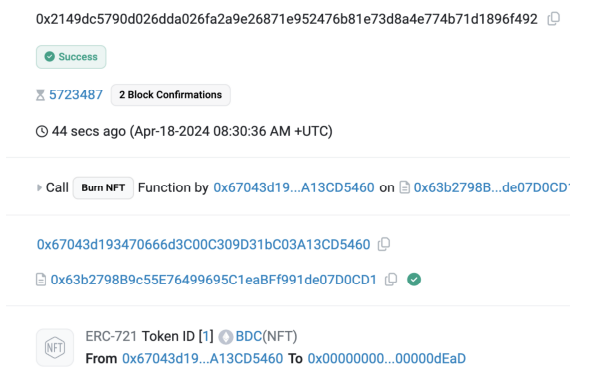 0x2149dc5790d026dda026fa2a9e26871e952476b81e73d8a4e774b71d1896f492
Success
5723487 2 Block Confirmations
44 secs ago (Apr-18-2024 08:30:36 AM +UTC)
Call Burn NFT Function by 0x67043d19...A13CD5460 on 0x63b2798B...de07D0CD1
0x67043d193470666d3C00C309D31bC03A13CD5460
0x63b2798B9c55E76499695C1eaBFf991de07D0CD1
NFT ERC-721 Token ID [1] BDC(NFT)
From 0x67043d19...A13CD5460 To 0x00000000...00000dEaD